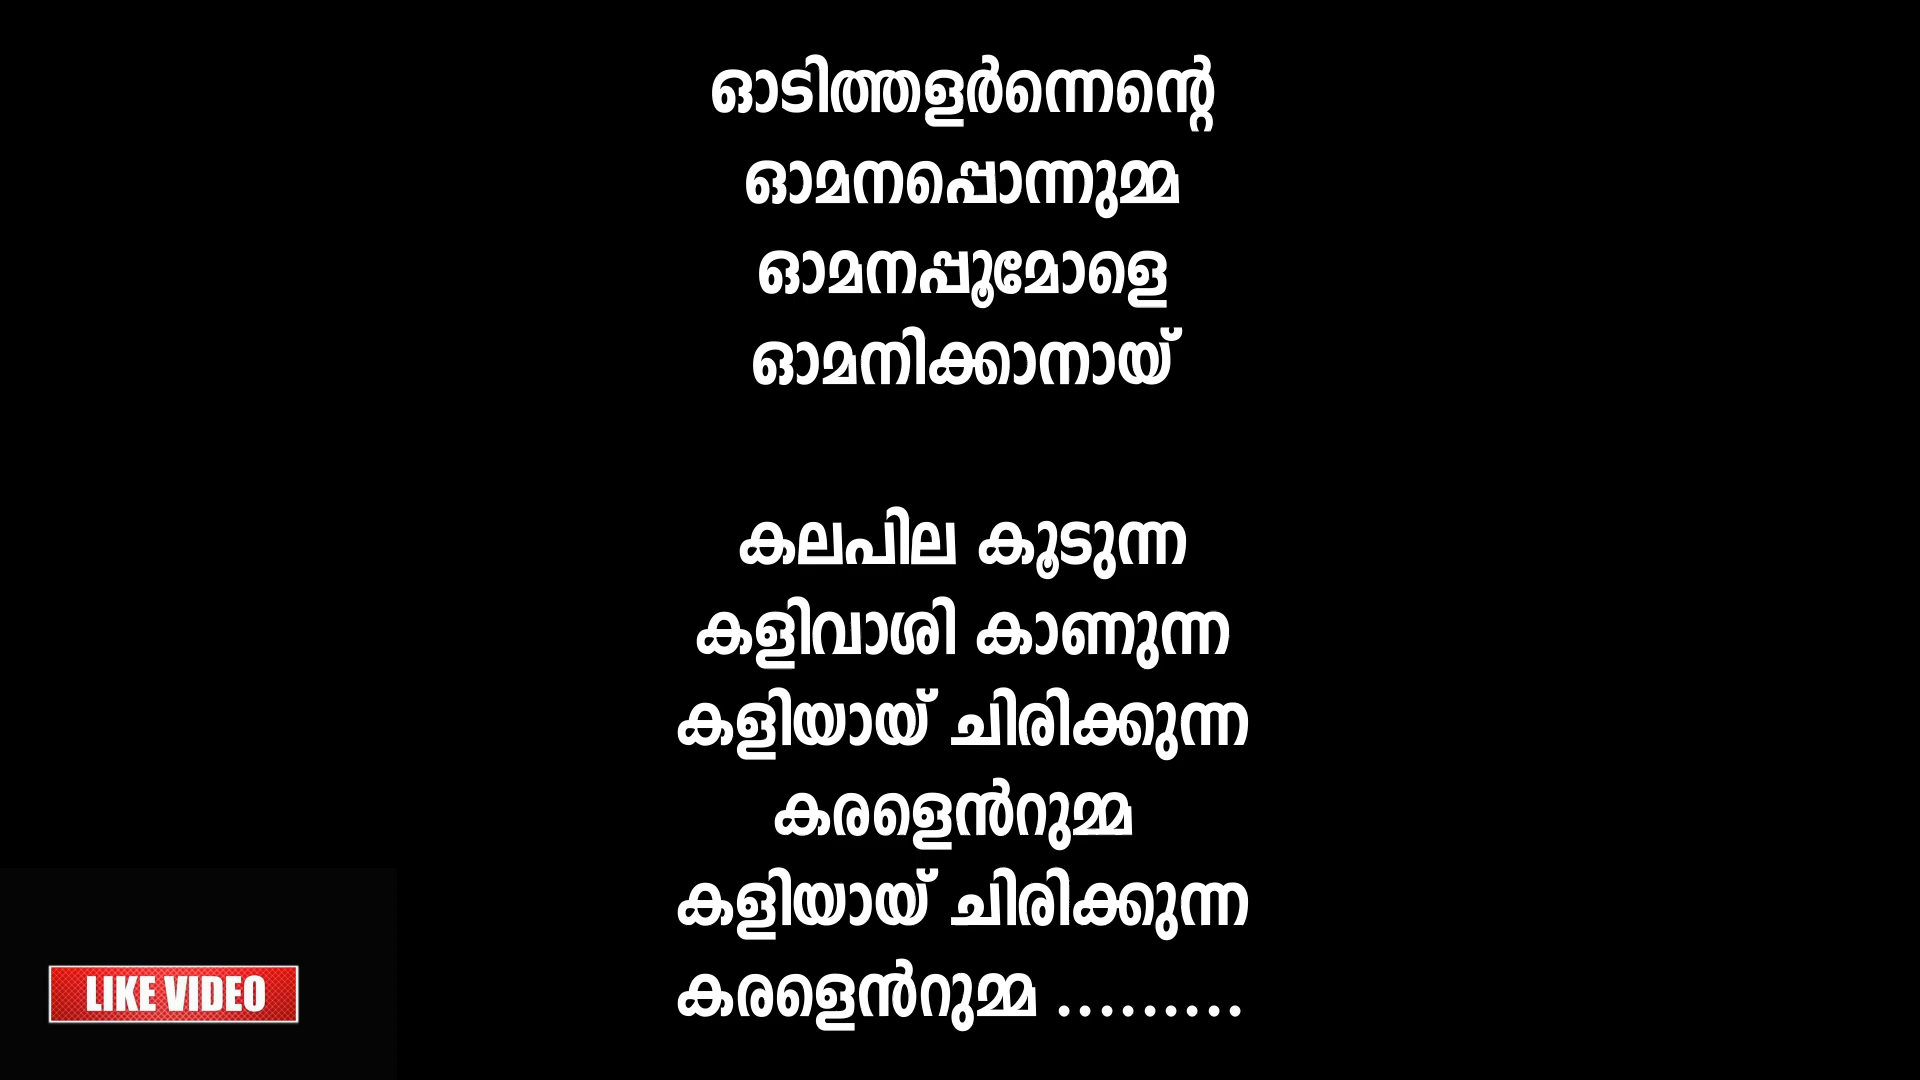 ഓടിത്തളർന്നെന്റെ
ഓമനപ്പൊന്നുമ്മ
ഓമനപ്പൂമോളെ
ഓമനിക്കാനായ്
കലപില കൂടുന്ന
കളിവാശി കാണുന്ന
കളിയായ് ചിരിക്കുന്ന
കരളെൻറുമ്മ
കളിയായ് ചിരിക്കുന്ന
കരളെൻറുമ്മ .........
LIKE VIDEO